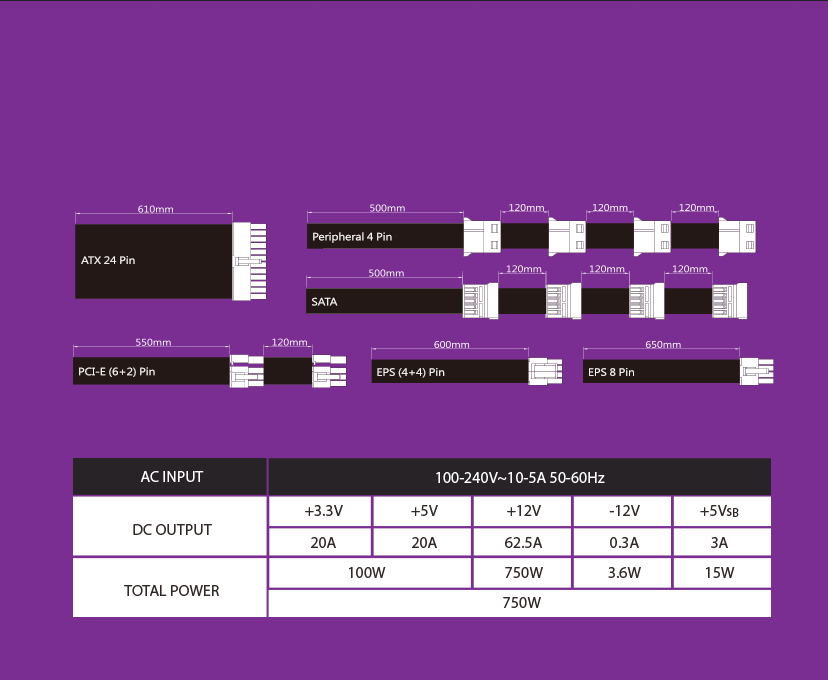 610mm
ATX 24 Pin
500mm 120mm 120mm 120mm
Peripheral 4 Pin
500mm 120mm 120mm 120mm
SATA
550mm 120mm
PCI-E (6+2) Pin
600mm
EPS (4+4) Pin
650mm
EPS 8 Pin
AC INPUT 100-240V~10-5A 50-60Hz
DC OUTPUT
+3.3V +5V +12V -12V +5VSB
20A 20A 62.5A 0.3A 3A
TOTAL POWER
100W 750W 3.6W 15W
750W